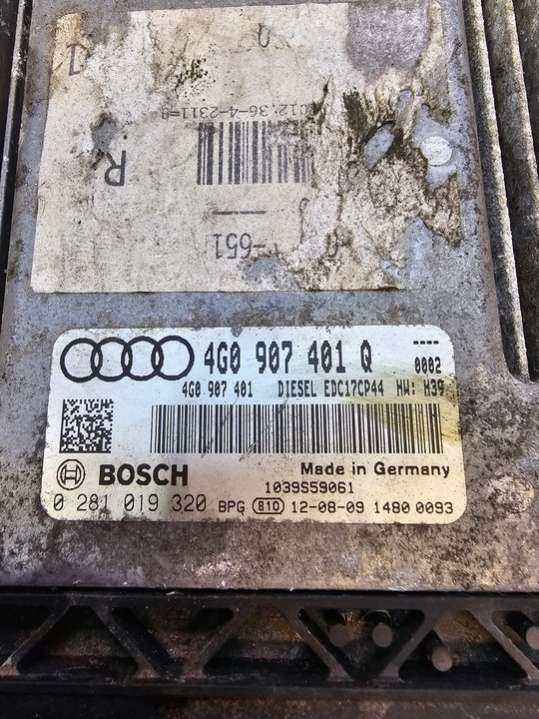 4G0 907 401 Q ----
0002
4G0 907 401 DIESEL EDC17CP44 HW: H39
BOSCH Made in Germany
1039S59061
0 281 019 320 BPG 810 12-08-09 1480 0093
R
-651